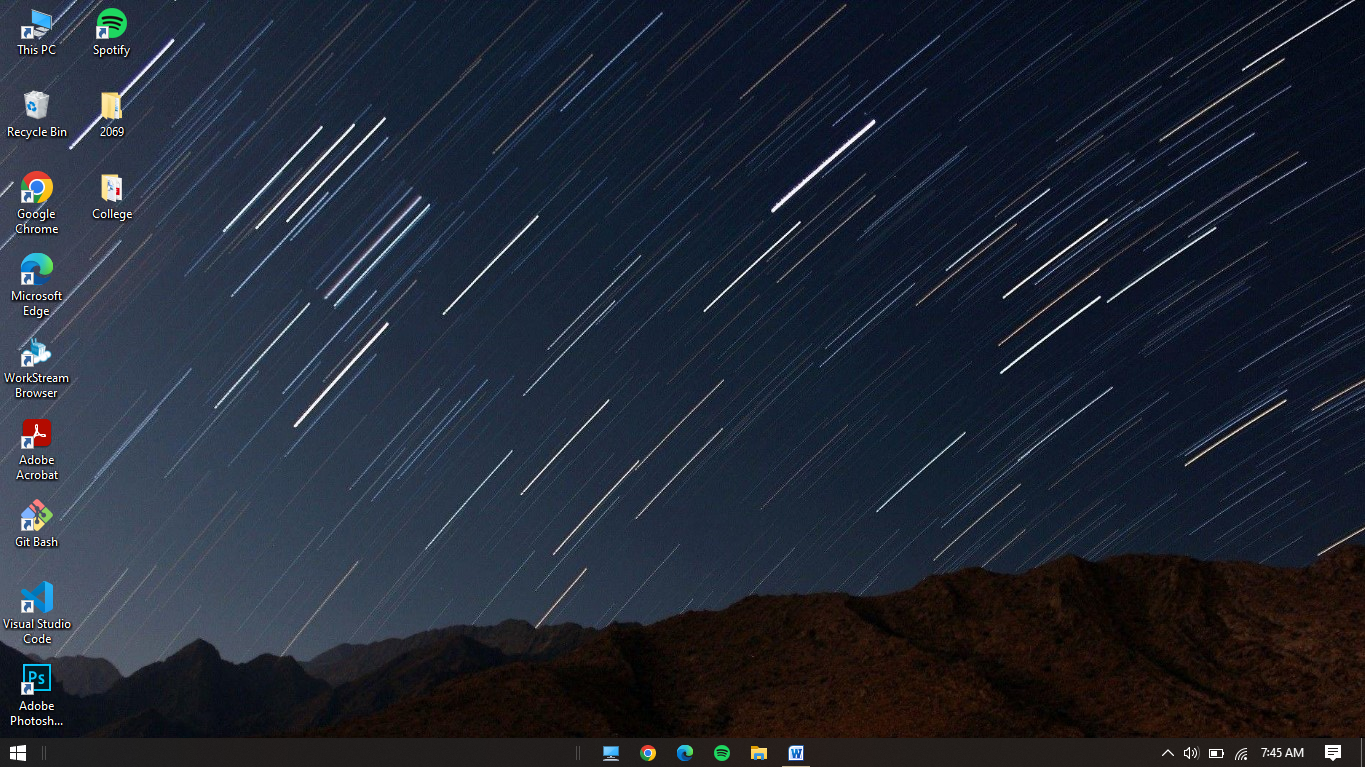 This PC
Spotify
Recycle Bin
2069
Google
Chrome
College
Microsoft
Edge
WorkStream
Browser
Adobe
Acrobat
Git Bash
Visual Studio
Code
Ps
Adobe
Photosh...
W
7:45 AM